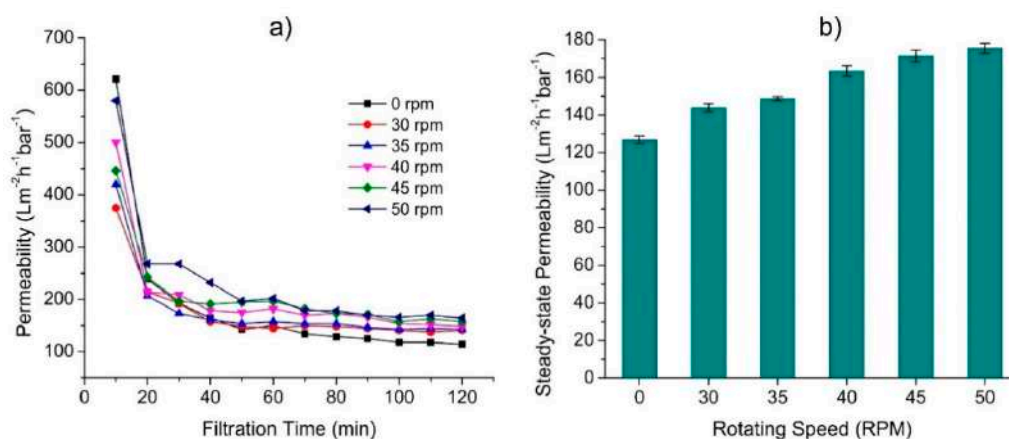 a)
Permeability (Lm⁻²h⁻¹bar⁻¹)
700
600
500
400
300
200
100
0 rpm
30 rpm
35 rpm
40 rpm
45 rpm
50 rpm
0 20 40 60 80 100 120
Filtration Time (min)
b)
Steady-state Permeability (Lm⁻²h⁻¹bar⁻¹)
180
160
140
120
100
80
60
40
20
0
0 30 35 40 45 50
Rotating Speed (RPM)